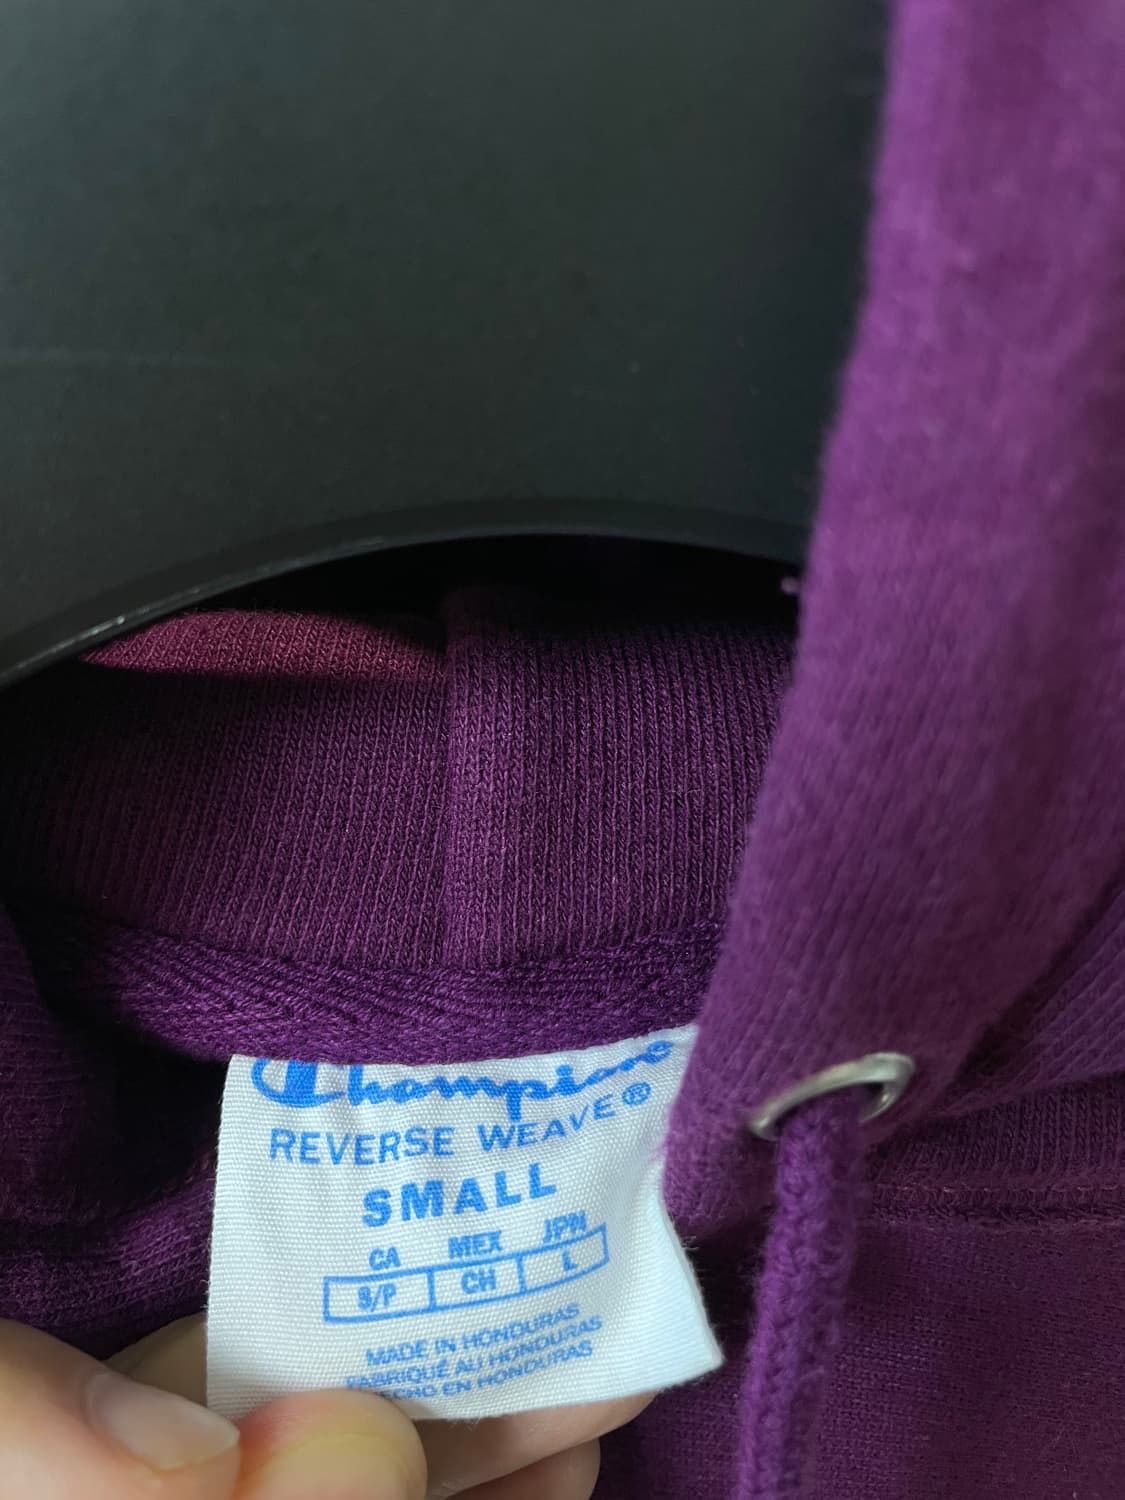 Champion®
REVERSE WEAVE®
SMALL
CA MEX JPN
S/P CH L
MADE IN HONDURAS
FABRIQUÉ AU HONDURAS
HECHO EN HONDURAS